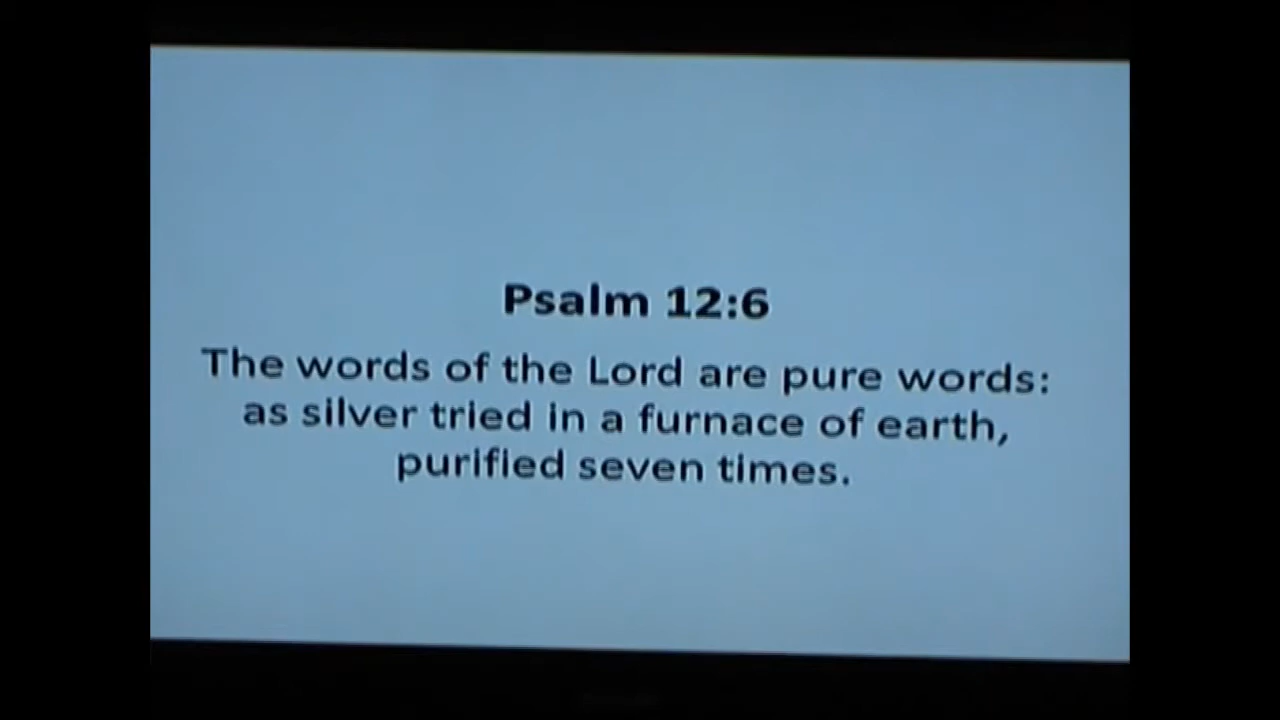 Psalm 12:6
The words of the Lord are pure words:
as silver tried in a furnace of earth,
purified seven times.